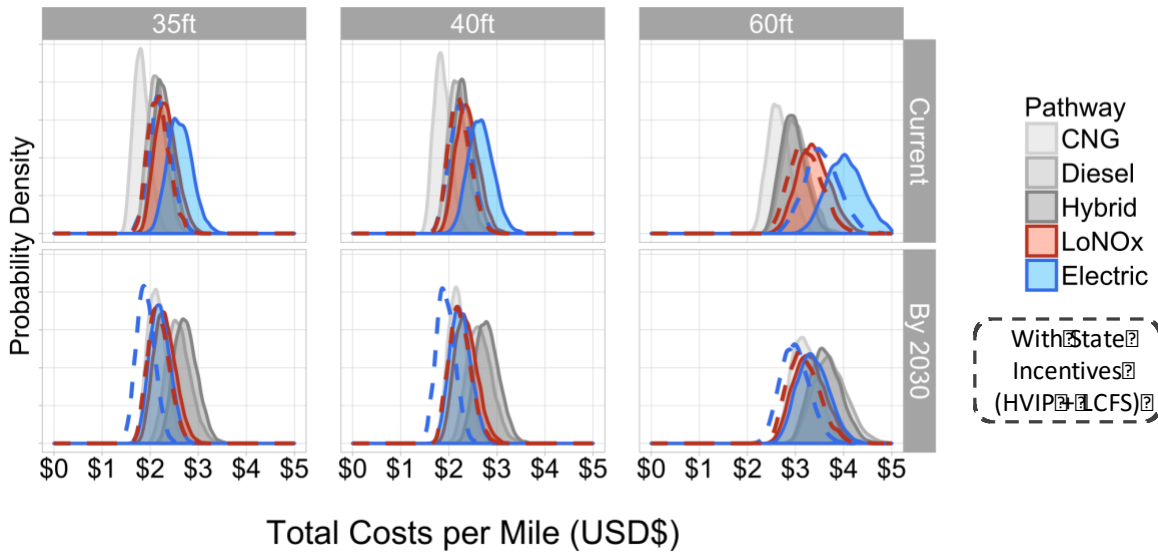 35ft
40ft
60ft
Probability Density
Current
By 2030
$0 $1 $2 $3 $4 $5
$0 $1 $2 $3 $4 $5
$0 $1 $2 $3 $4 $5
Total Costs per Mile (USD$)
Pathway
CNG
Diesel
Hybrid
LoNOx
Electric
With State
Incentives
(HVIP + LCFS)